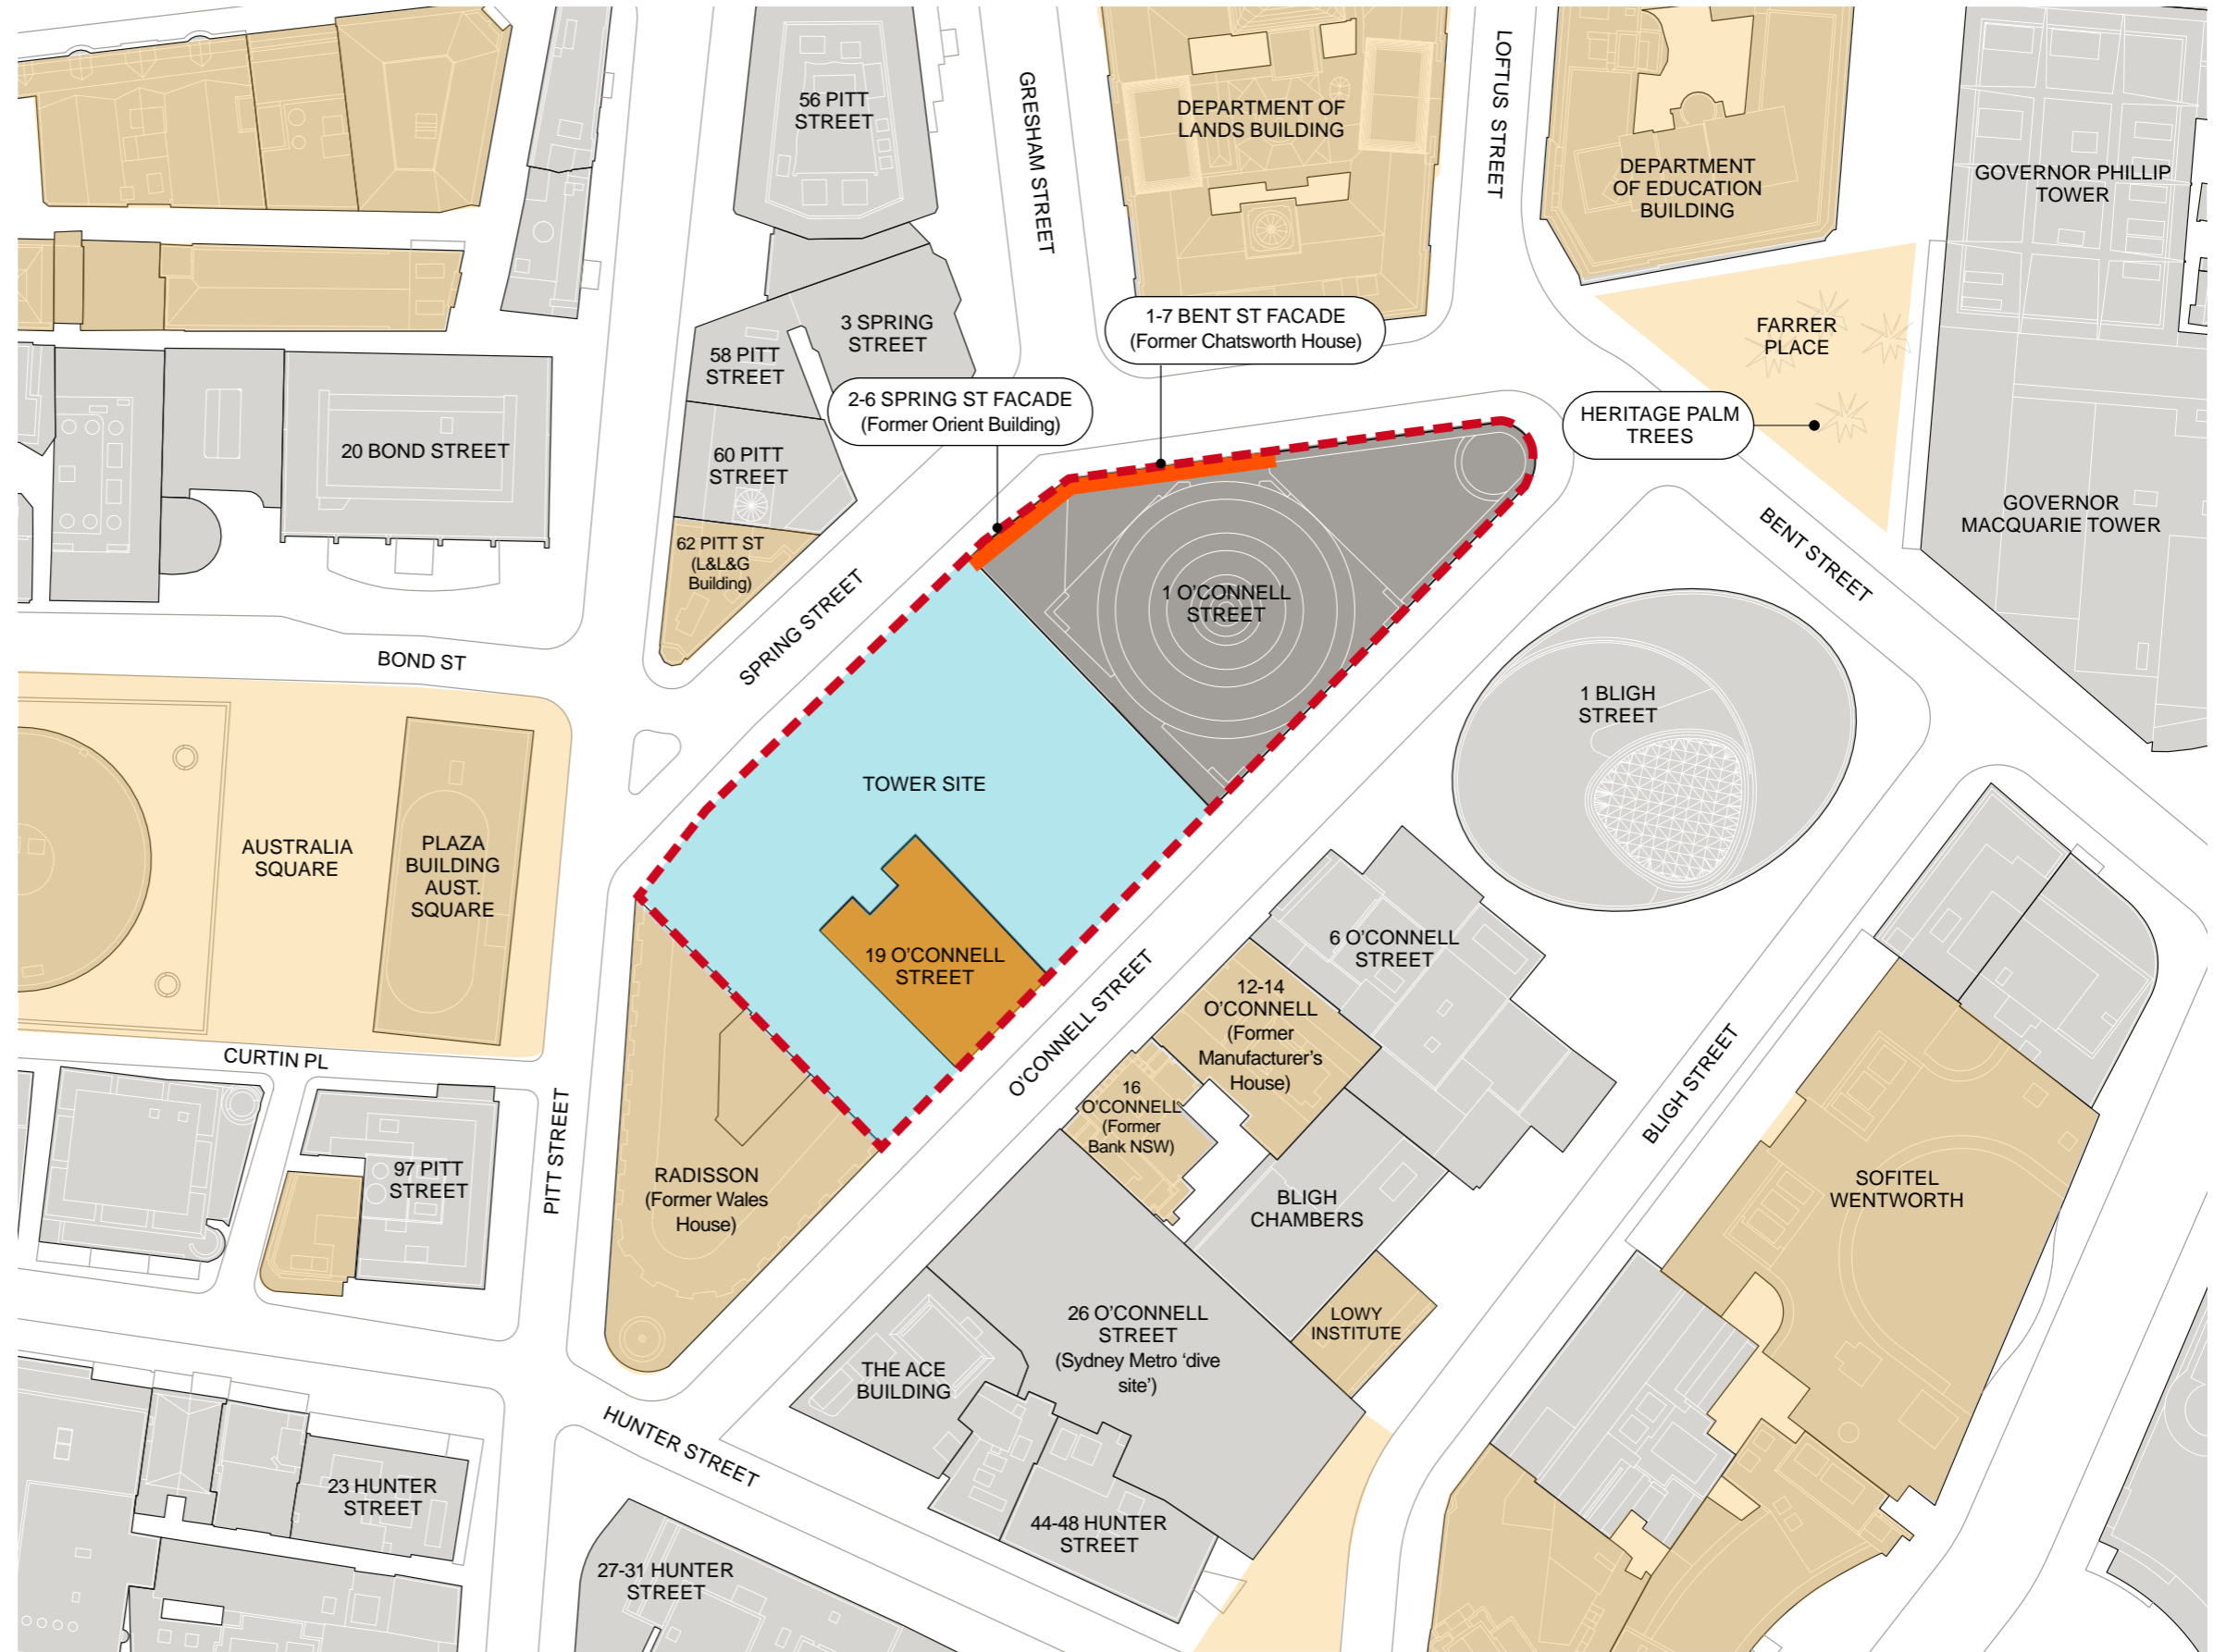 56 PITT
STREET
GRESHAM STREET
DEPARTMENT OF
LANDS BUILDING
LOFTUS STREET
DEPARTMENT
OF EDUCATION
BUILDING
GOVERNOR PHILLIP
TOWER
3 SPRING
STREET
58 PITT
STREET
1-7 BENT ST FACADE
(Former Chatsworth House)
FARRER
PLACE
2-6 SPRING ST FACADE
(Former Orient Building)
HERITAGE PALM
TREES
20 BOND STREET
60 PITT
STREET
GOVERNOR
MACQUARIE TOWER
62 PITT ST
(L&L&G
Building)
BENT STREET
SPRING STREET
1 O'CONNELL
STREET
BOND ST
1 BLIGH
STREET
TOWER SITE
AUSTRALIA
SQUARE
PLAZA
BUILDING
AUST.
SQUARE
19 O'CONNELL
STREET
6 O'CONNELL
STREET
12-14
O'CONNELL
(Former
Manufacturer's
House)
O'CONNELL STREET
CURTIN PL
16
O'CONNELL
(Former
Bank NSW)
BLIGH STREET
PITT STREET
97 PITT
STREET
RADISSON
(Former Wales
House)
BLIGH
CHAMBERS
SOFITEL
WENTWORTH
26 O'CONNELL
STREET
(Sydney Metro ‘dive
site’)
LOWY
INSTITUTE
THE ACE
BUILDING
HUNTER STREET
23 HUNTER
STREET
44-48 HUNTER
STREET
27-31 HUNTER
STREET